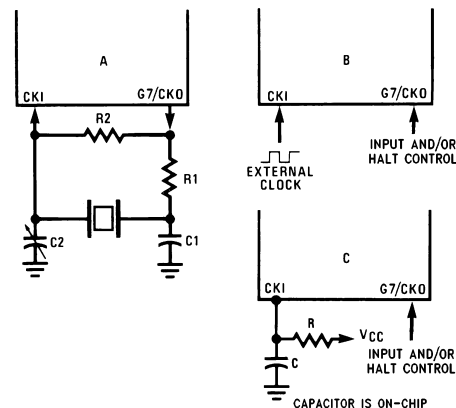 A
CKI
G7/CKO
R2
R1
C2
C1
B
CKI
G7/CKO
EXTERNAL
CLOCK
INPUT AND/OR
HALT CONTROL
C
CKI
G7/CKO
R
VCC
C
INPUT AND/OR
HALT CONTROL
CAPACITOR IS ON-CHIP